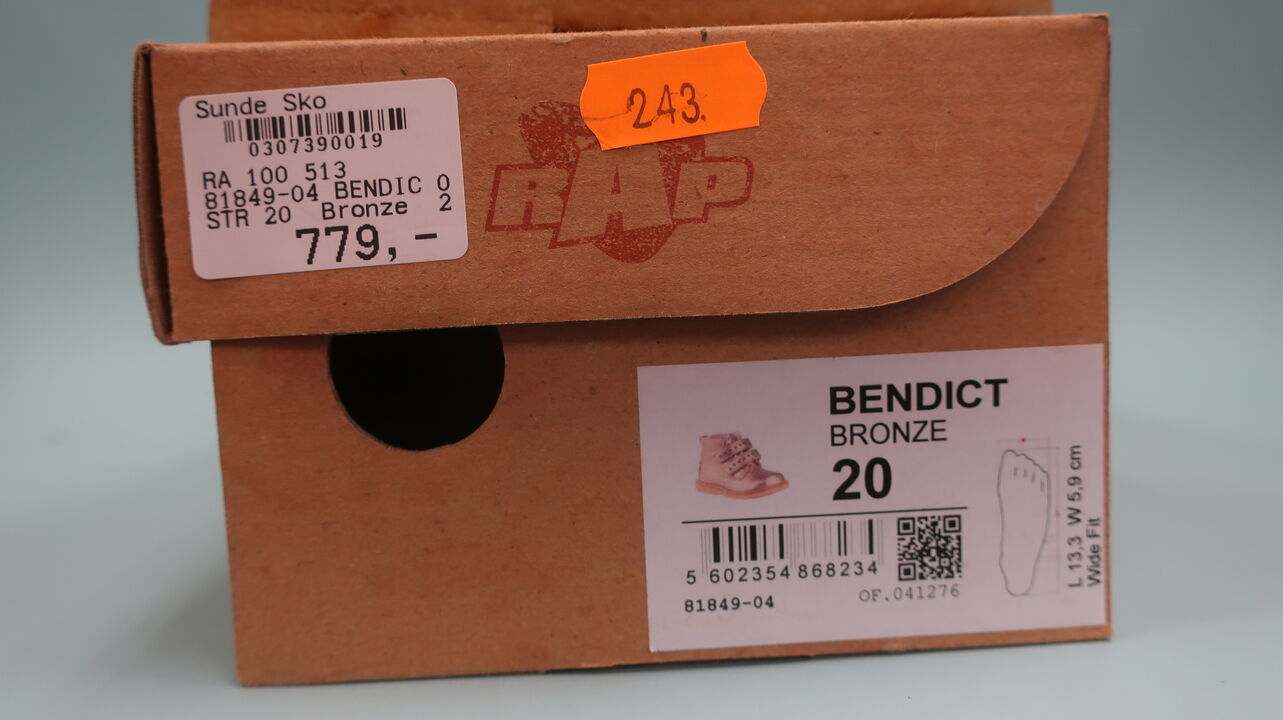 Sunde Sko
0307390019
RA 100 513
81849-04 BENDIC 0
STR 20 Bronze 2
779,-
243.
RAP
BENDICT
BRONZE
20
5 602354 868234
81849-04
OF.041276
L 13,3 W 5,9 cm
Wide Fit